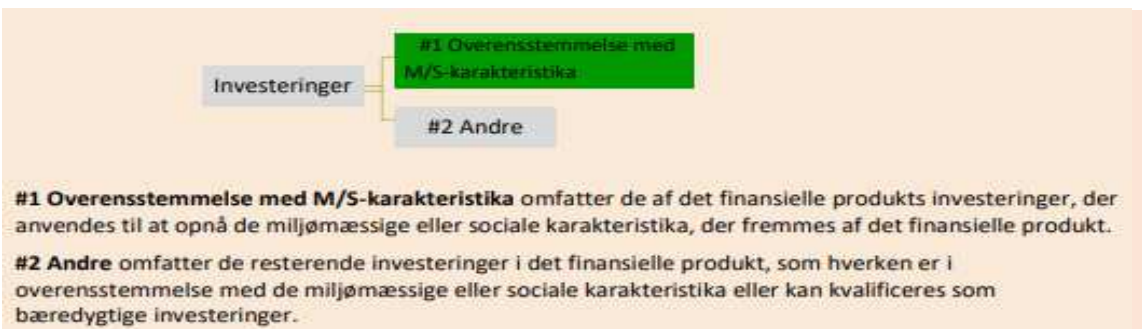 #1 Overensstemmelse med
M/S-karakteristika
Investeringer
#2 Andre
#1 Overensstemmelse med M/S-karakteristika omfatter de af det finansielle produkts investeringer, der
anvendes til at opnå de miljømæssige eller sociale karakteristika, der fremmes af det finansielle produkt.
#2 Andre omfatter de resterende investeringer i det finansielle produkt, som hverken er i
overensstemmelse med de miljømæssige eller sociale karakteristika eller kan kvalificeres som
bæredygtige investeringer.